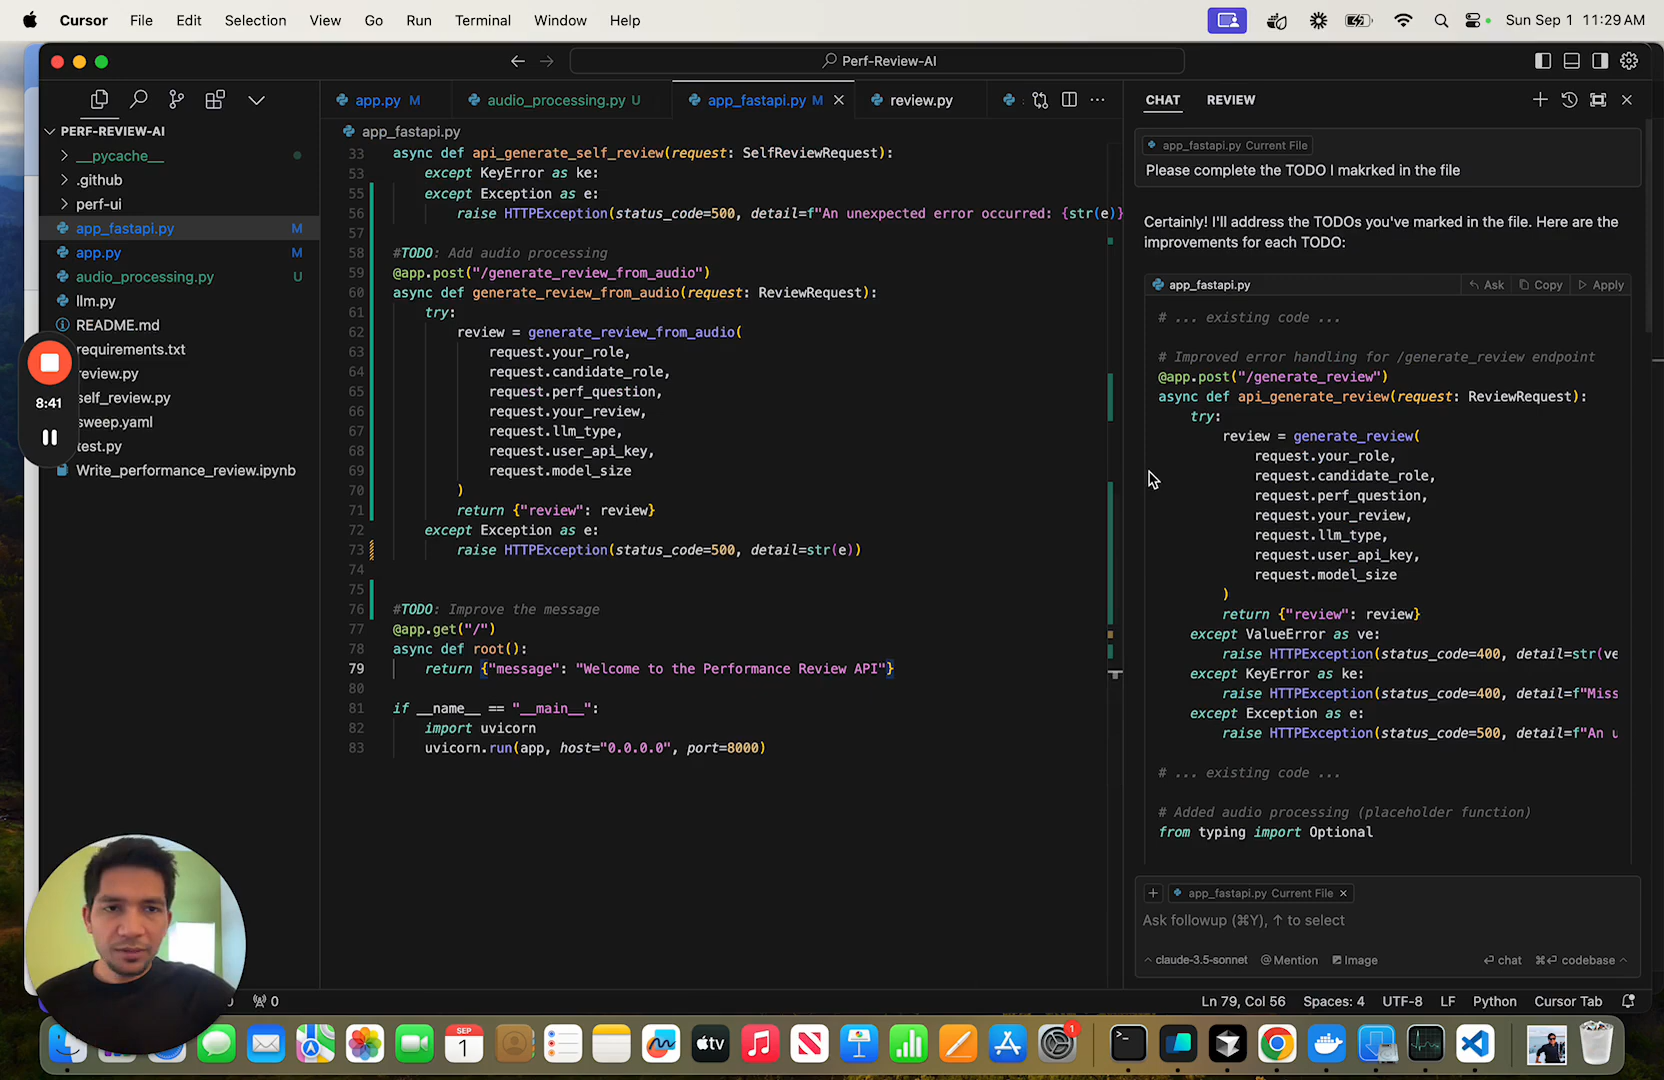 Cursor File Edit Selection View Go Run Terminal Window Help Sun Sep 1 11:29 AM
Perf-Review-AI
app.py M audio_processing.py U app_fastapi.py M review.py
CHAT REVIEW
PERF-REVIEW-AI
__pycache__
.github
perf-ui
app_fastapi.py M
app.py M
audio_processing.py U
llm.py
README.md
requirements.txt
review.py
self_review.py
sweep.yaml
test.py
Write_performance_review.ipynb
8:41
app_fastapi.py
33 async def api_generate_self_review(request: SelfReviewRequest):
53 except KeyError as ke:
55 except Exception as e:
56 raise HTTPException(status_code=500, detail=f"An unexpected error occurred: {str(e)}
57
58 #TODO: Add audio processing
59 @app.post("/generate_review_from_audio")
60 async def generate_review_from_audio(request: ReviewRequest):
61 try:
62 review = generate_review_from_audio(
63 request.your_role,
64 request.candidate_role,
65 request.perf_question,
66 request.your_review,
67 request.llm_type,
68 request.user_api_key,
69 request.model_size
70 )
71 return {"review": review}
72 except Exception as e:
73 raise HTTPException(status_code=500, detail=str(e))
74
75
76 #TODO: Improve the message
77 @app.get("/")
78 async def root():
79 return {"message": "Welcome to the Performance Review API"}
80
81 if __name__ == "__main__":
82 import uvicorn
83 uvicorn.run(app, host="0.0.0.0", port=8000)
app_fastapi.py Current File
Please complete the TODO I makrked in the file
Certainly! I'll address the TODOs you've marked in the file. Here are the
improvements for each TODO:
app_fastapi.py Ask Copy Apply
# ... existing code ...
# Improved error handling for /generate_review endpoint
@app.post("/generate_review")
async def api_generate_review(request: ReviewRequest):
try:
review = generate_review(
request.your_role,
request.candidate_role,
request.perf_question,
request.your_review,
request.llm_type,
request.user_api_key,
request.model_size
)
return {"review": review}
except ValueError as ve:
raise HTTPException(status_code=400, detail=str(ve
except KeyError as ke:
raise HTTPException(status_code=400, detail=f"Miss
except Exception as e:
raise HTTPException(status_code=500, detail=f"An u
# ... existing code ...
# Added audio processing (placeholder function)
from typing import Optional
+ app_fastapi.py Current File ×
Ask followup (⌘Y), ↑ to select
claude-3.5-sonnet @Mention Image ⏎ chat ⌘⏎ codebase
0 Ln 79, Col 56 Spaces: 4 UTF-8 LF Python Cursor Tab
SEP
1
tv
1